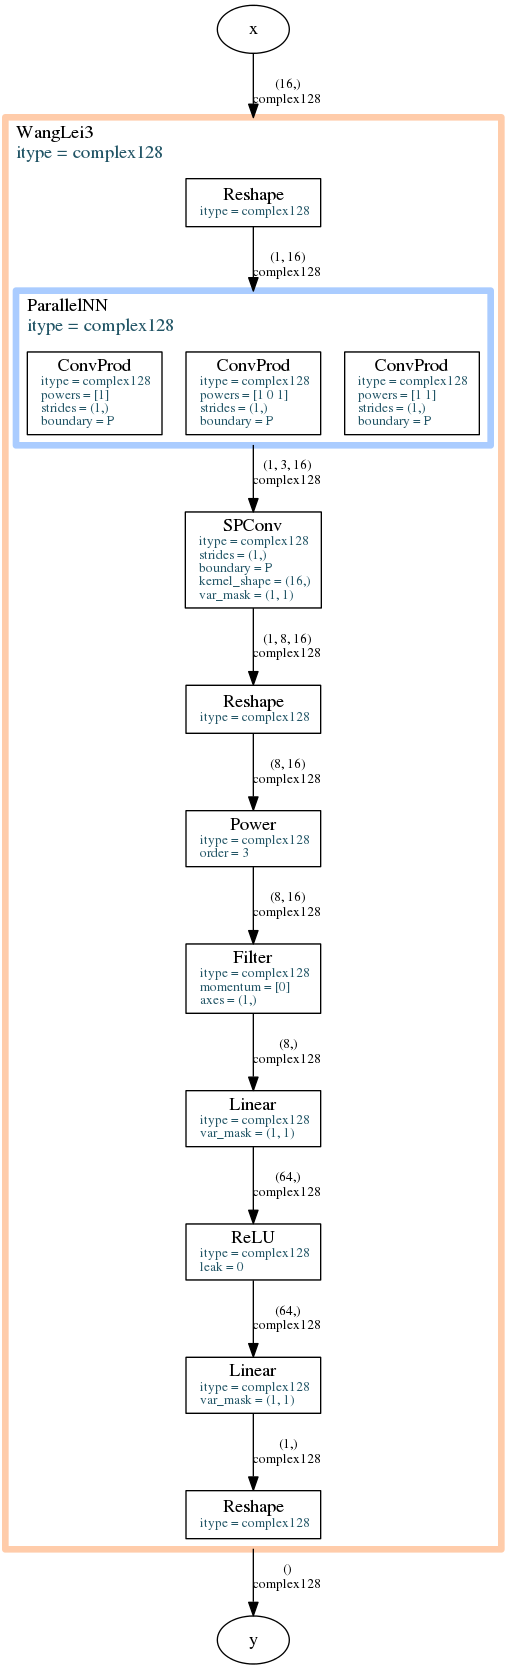 x
(16,)
complex128
WangLei3
itype = complex128
Reshape
itype = complex128
(1, 16)
complex128
ParallelNN
itype = complex128
ConvProd
itype = complex128
powers = [1]
strides = (1,)
boundary = P
ConvProd
itype = complex128
powers = [1 0 1]
strides = (1,)
boundary = P
ConvProd
itype = complex128
powers = [1 1]
strides = (1,)
boundary = P
(1, 3, 16)
complex128
SPConv
itype = complex128
strides = (1,)
boundary = P
kernel_shape = (16,)
var_mask = (1, 1)
(1, 8, 16)
complex128
Reshape
itype = complex128
(8, 16)
complex128
Power
itype = complex128
order = 3
(8, 16)
complex128
Filter
itype = complex128
momentum = [0]
axes = (1,)
(8,)
complex128
Linear
itype = complex128
var_mask = (1, 1)
(64,)
complex128
ReLU
itype = complex128
leak = 0
(64,)
complex128
Linear
itype = complex128
var_mask = (1, 1)
(1,)
complex128
Reshape
itype = complex128
()
complex128
y